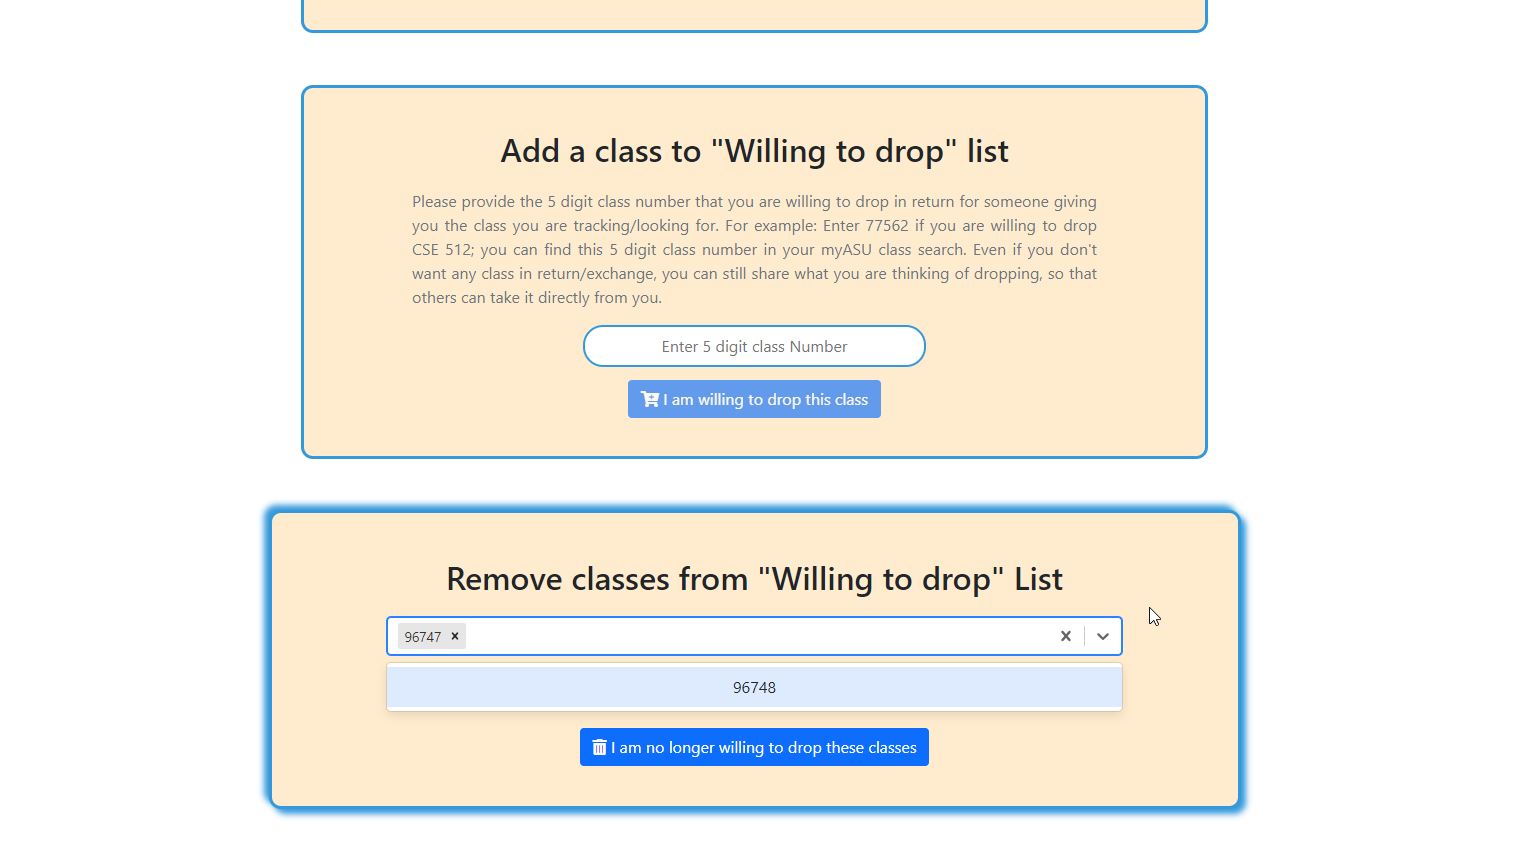 Add a class to "Willing to drop" list
Please provide the 5 digit class number that you are willing to drop in return for someone giving
you the class you are tracking/looking for. For example: Enter 77562 if you are willing to drop
CSE 512; you can find this 5 digit class number in your myASU class search. Even if you don't
want any class in return/exchange, you can still share what you are thinking of dropping, so that
others can take it directly from you.
Enter 5 digit class Number
I am willing to drop this class
Remove classes from "Willing to drop" List
96747
96748
I am no longer willing to drop these classes